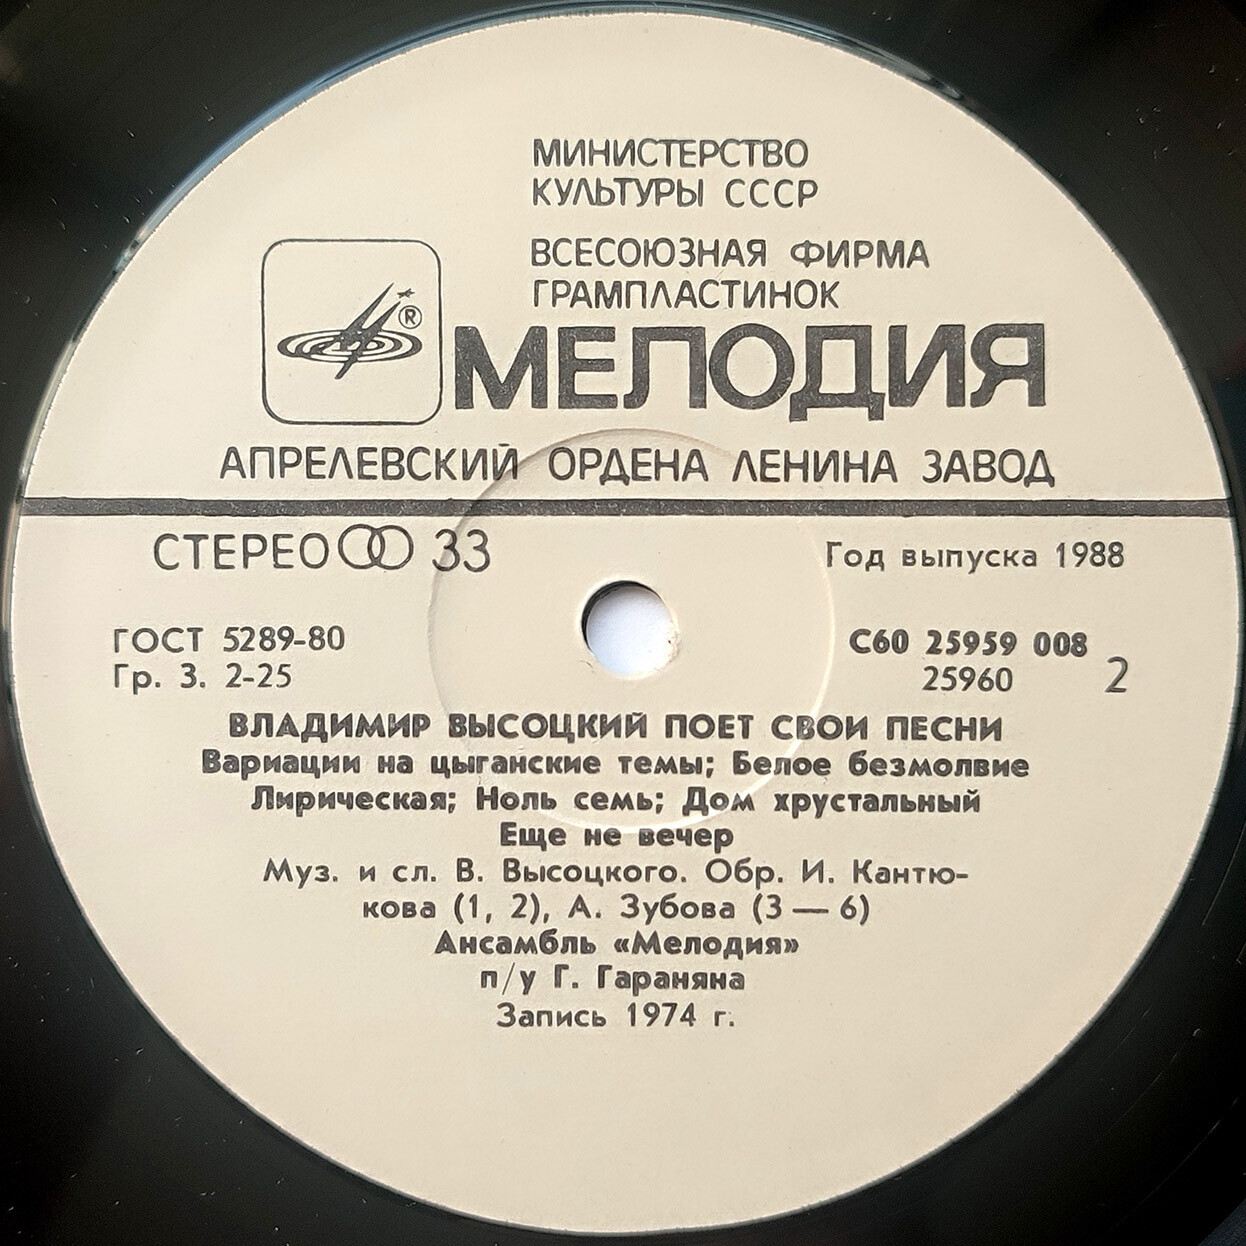 МИНИСТЕРСТВО
КУЛЬТУРЫ СССР
ВСЕСОЮЗНАЯ ФИРМА
ГРАМПЛАСТИНОК
®
МЕЛОДИЯ
АПРЕЛЕВСКИЙ ОРДЕНА ЛЕНИНА ЗАВОД
СТЕРЕО 33
Год выпуска 1988
ГОСТ 5289-80
Гр. 3. 2-25
С60 25959 008
25960 2
ВЛАДИМИР ВЫСОЦКИЙ ПОЕТ СВОИ ПЕСНИ
Вариации на цыганские темы; Белое безмолвие
Лирическая; Ноль семь; Дом хрустальный
Еще не вечер
Муз. и сл. В. Высоцкого. Обр. И. Кантю-
кова (1, 2), А. Зубова (3 — 6)
Ансамбль «Мелодия»
п/у Г. Гараняна
Запись 1974 г.